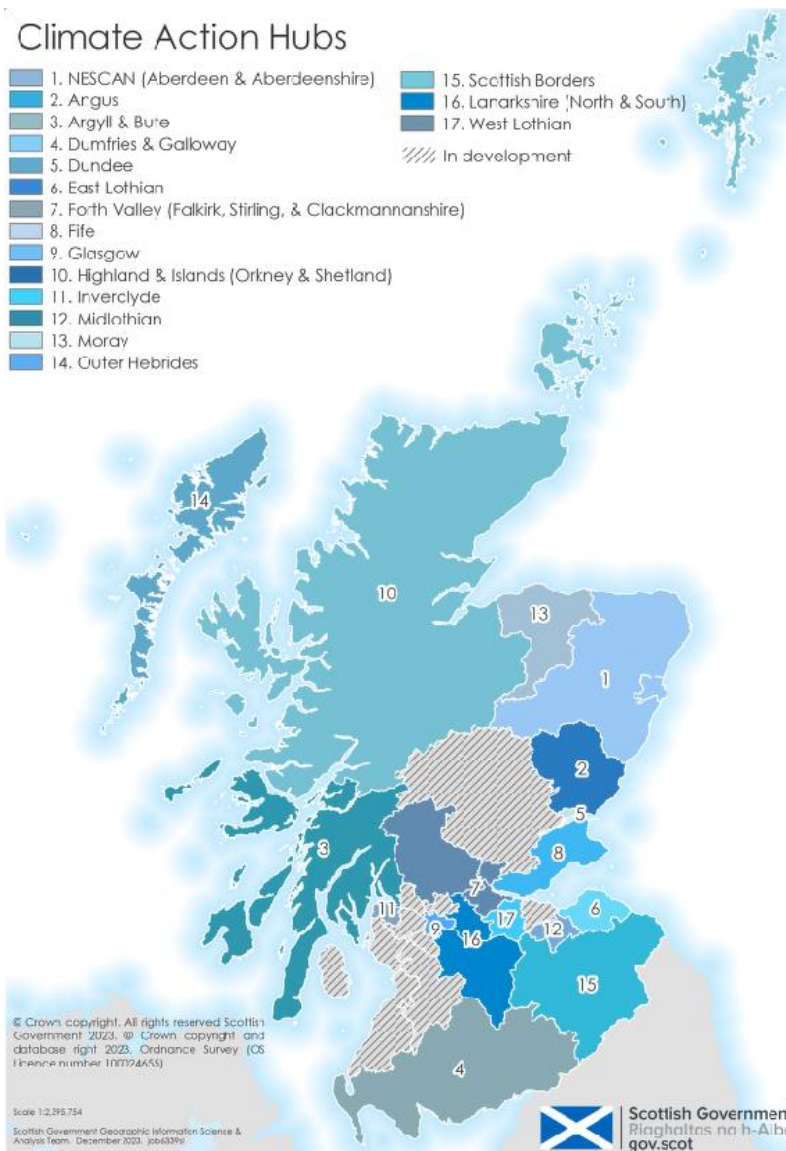 Climate Action Hubs
1. NESCAN (Aberdeen & Aberdeenshire)
2. Angus
3. Argyll & Bute
4. Dumfries & Galloway
5. Dundee
6. East Lothian
7. Forth Valley (Falkirk, Stirling, & Clackmannanshire)
8. Fife
9. Glasgow
10. Highland & Islands (Orkney & Shetland)
11. Inverclyde
12. Midlothian
13. Moray
14. Outer Hebrides
15. Scottish Borders
16. Lanarkshire (North & South)
17. West Lothian
In development
14
10
13
1
2
5
8
3
7
11
9
16
17
12
6
15
4
© Crown copyright. All rights reserved Scottish
Government 2023. © Crown copyright and
database right 2023. Ordnance Survey (OS
Licence number 100024655)
Scale 1:2,295,754
Scottish Government Geographic Information Science &
Analysis Team. December 2023. job6339sl
Scottish Governmen
Riaghaltas na h-Alba
gov.scot